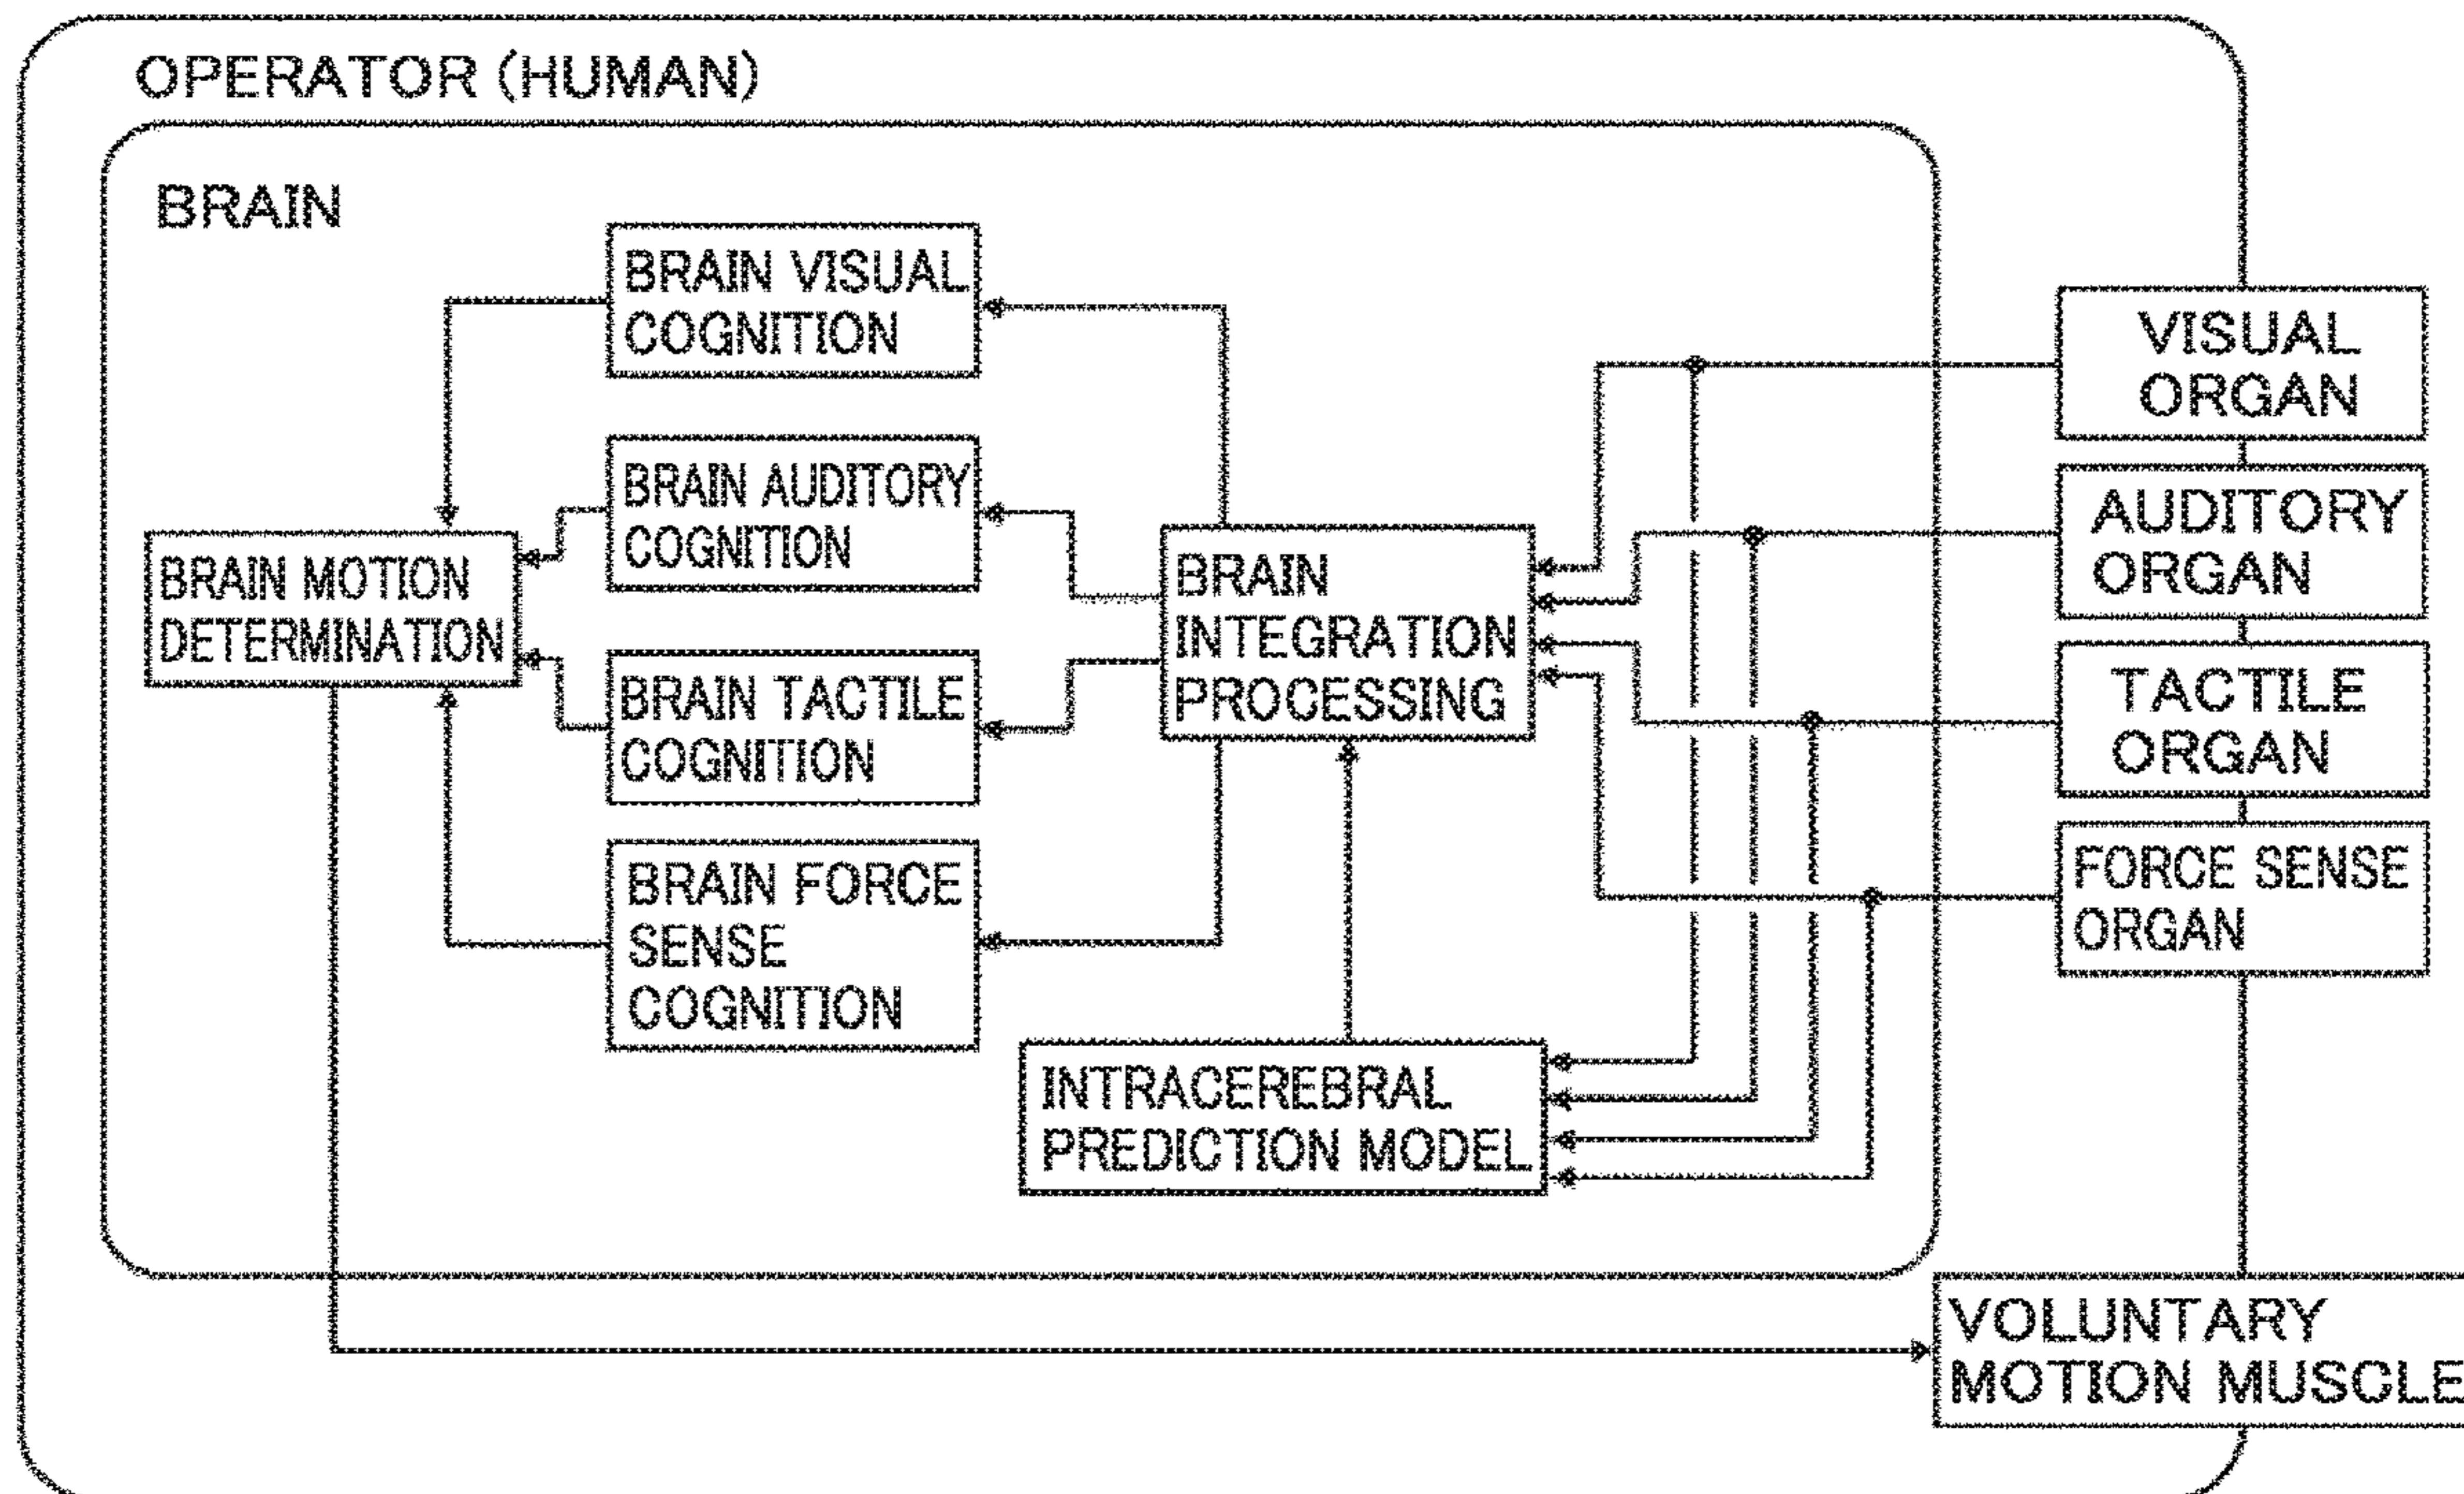 OPERATOR (HUMAN)
BRAIN
BRAIN VISUAL
COGNITION
BRAIN AUDITORY
COGNITION
BRAIN MOTION
DETERMINATION
BRAIN TACTILE
COGNITION
BRAIN FORCE
SENSE
COGNITION
BRAIN
INTEGRATION
PROCESSING
INTRACEREBRAL
PREDICTION MODEL
VISUAL
ORGAN
AUDITORY
ORGAN
TACTILE
ORGAN
FORCE SENSE
ORGAN
VOLUNTARY
MOTION MUSCLE